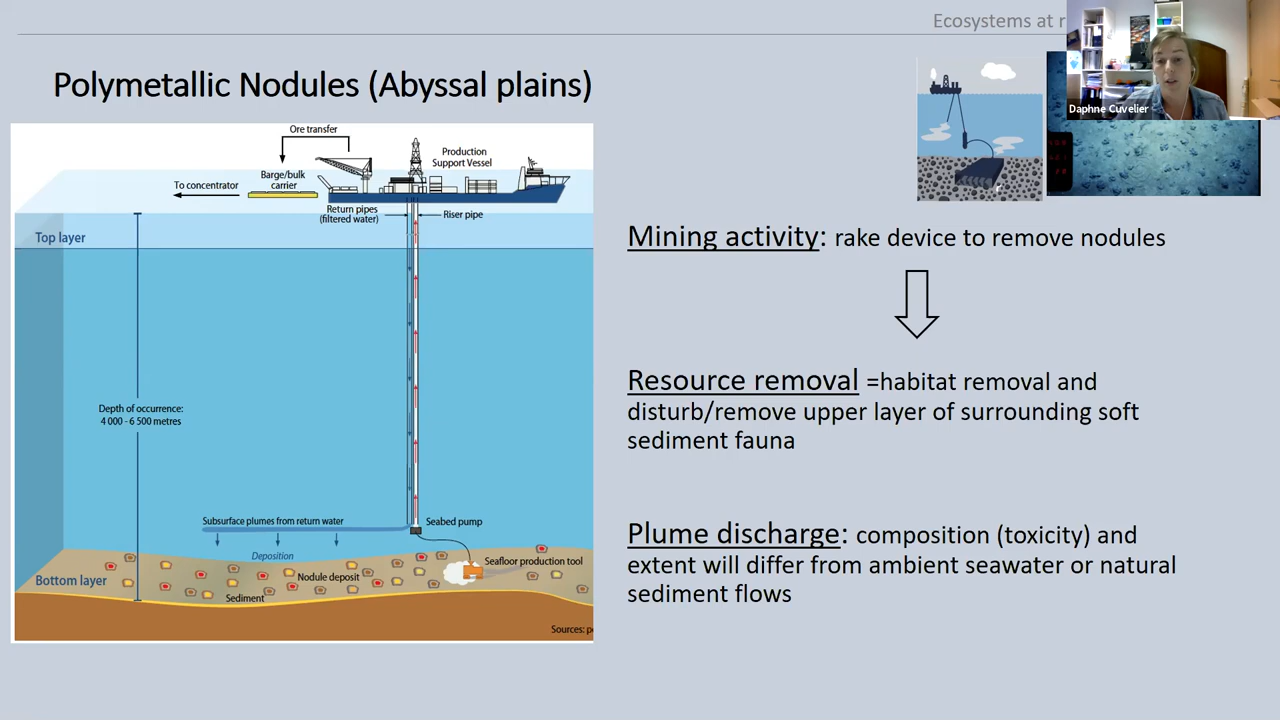 Ecosystems at r
Daphne Cuvelier
Polymetallic Nodules (Abyssal plains)
Ore transfer
Production
Support Vessel
Barge/bulk
carrier
To concentrator
Return pipes
(filtered water)
Riser pipe
Top layer
Depth of occurrence:
4 000 - 6 500 metres
Subsurface plumes from return water
Seabed pump
Deposition
Seafloor production tool
Nodule deposit
Bottom layer
Sediment
Sources: p
Mining activity: rake device to remove nodules
Resource removal =habitat removal and
disturb/remove upper layer of surrounding soft
sediment fauna
Plume discharge: composition (toxicity) and
extent will differ from ambient seawater or natural
sediment flows